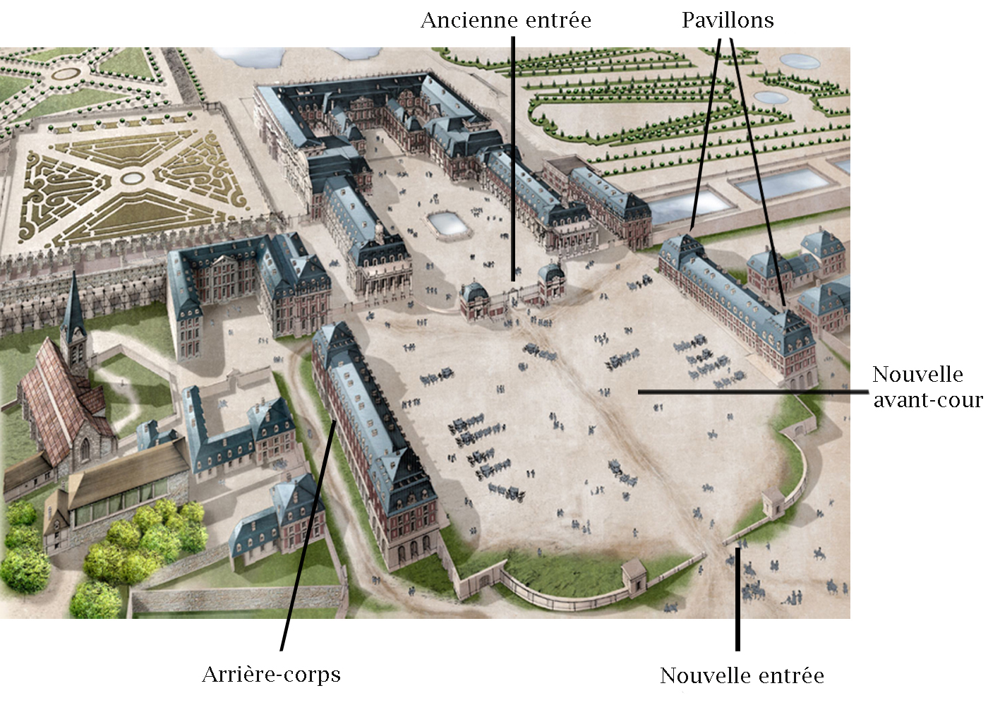 Ancienne entrée
Pavillons
Nouvelle
avant-cour
Arrière-corps
Nouvelle entrée